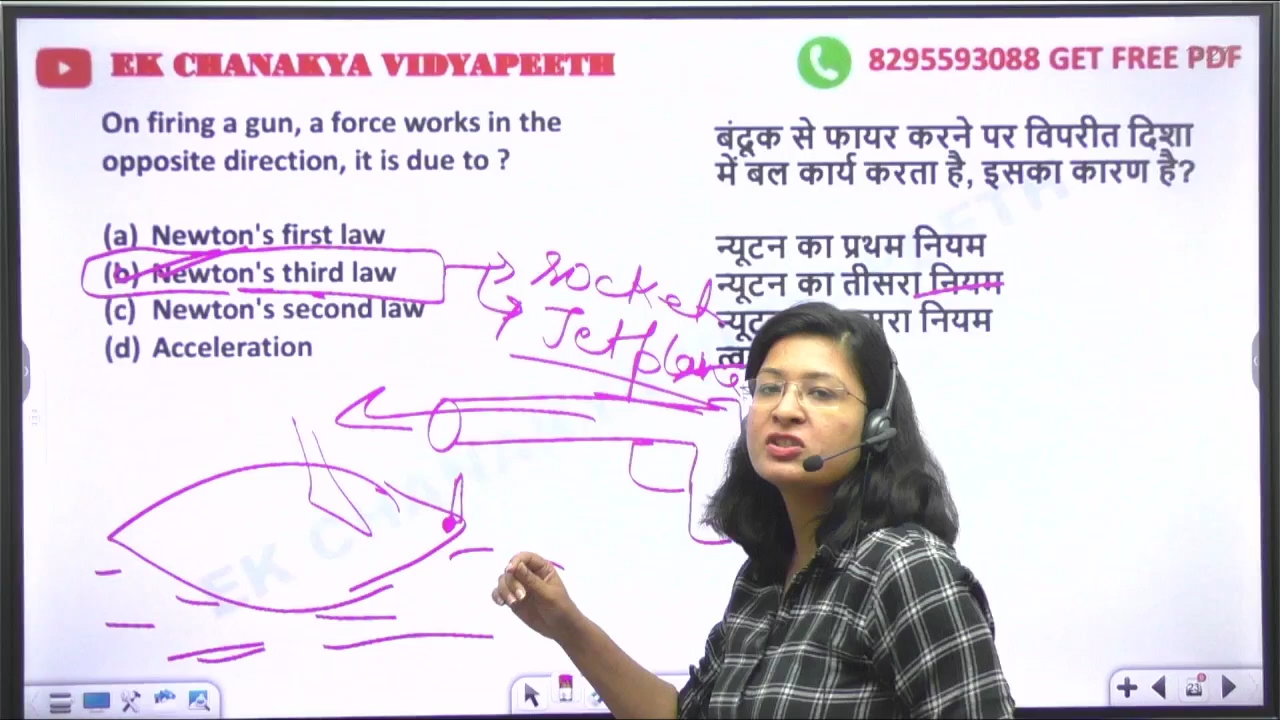 EK CHANAKYA VIDYAPEETH
8295593088 GET FREE PDF
On firing a gun, a force works in the
opposite direction, it is due to ?
(a) Newton's first law
(b) Newton's third law
(c) Newton's second law
(d) Acceleration
बंदूक से फायर करने पर विपरीत दिशा
में बल कार्य करता है, इसका कारण है?
न्यूटन का प्रथम नियम
न्यूटन का तीसरा नियम
नियम
rocket
Jetplane